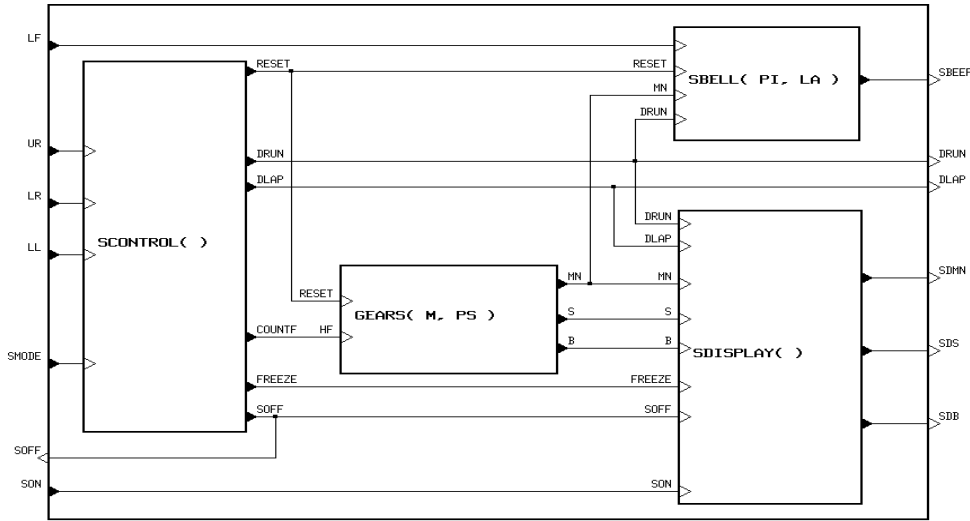 LF
RESET
RESET
SBELL( PI, LA )
SBEEP
MN
DRUN
UR
DRUN
DRUN
DLAP
DLAP
LR
DRUN
DLAP
SCONTROL( )
LL
MN
MN
SDMN
RESET
GEARS( M, PS )
S
S
COUNTF
HF
B
B
SDISPLAY( )
SDS
SMODE
FREEZE
FREEZE
SOFF
SOFF
SDB
SOFF
SON
SON